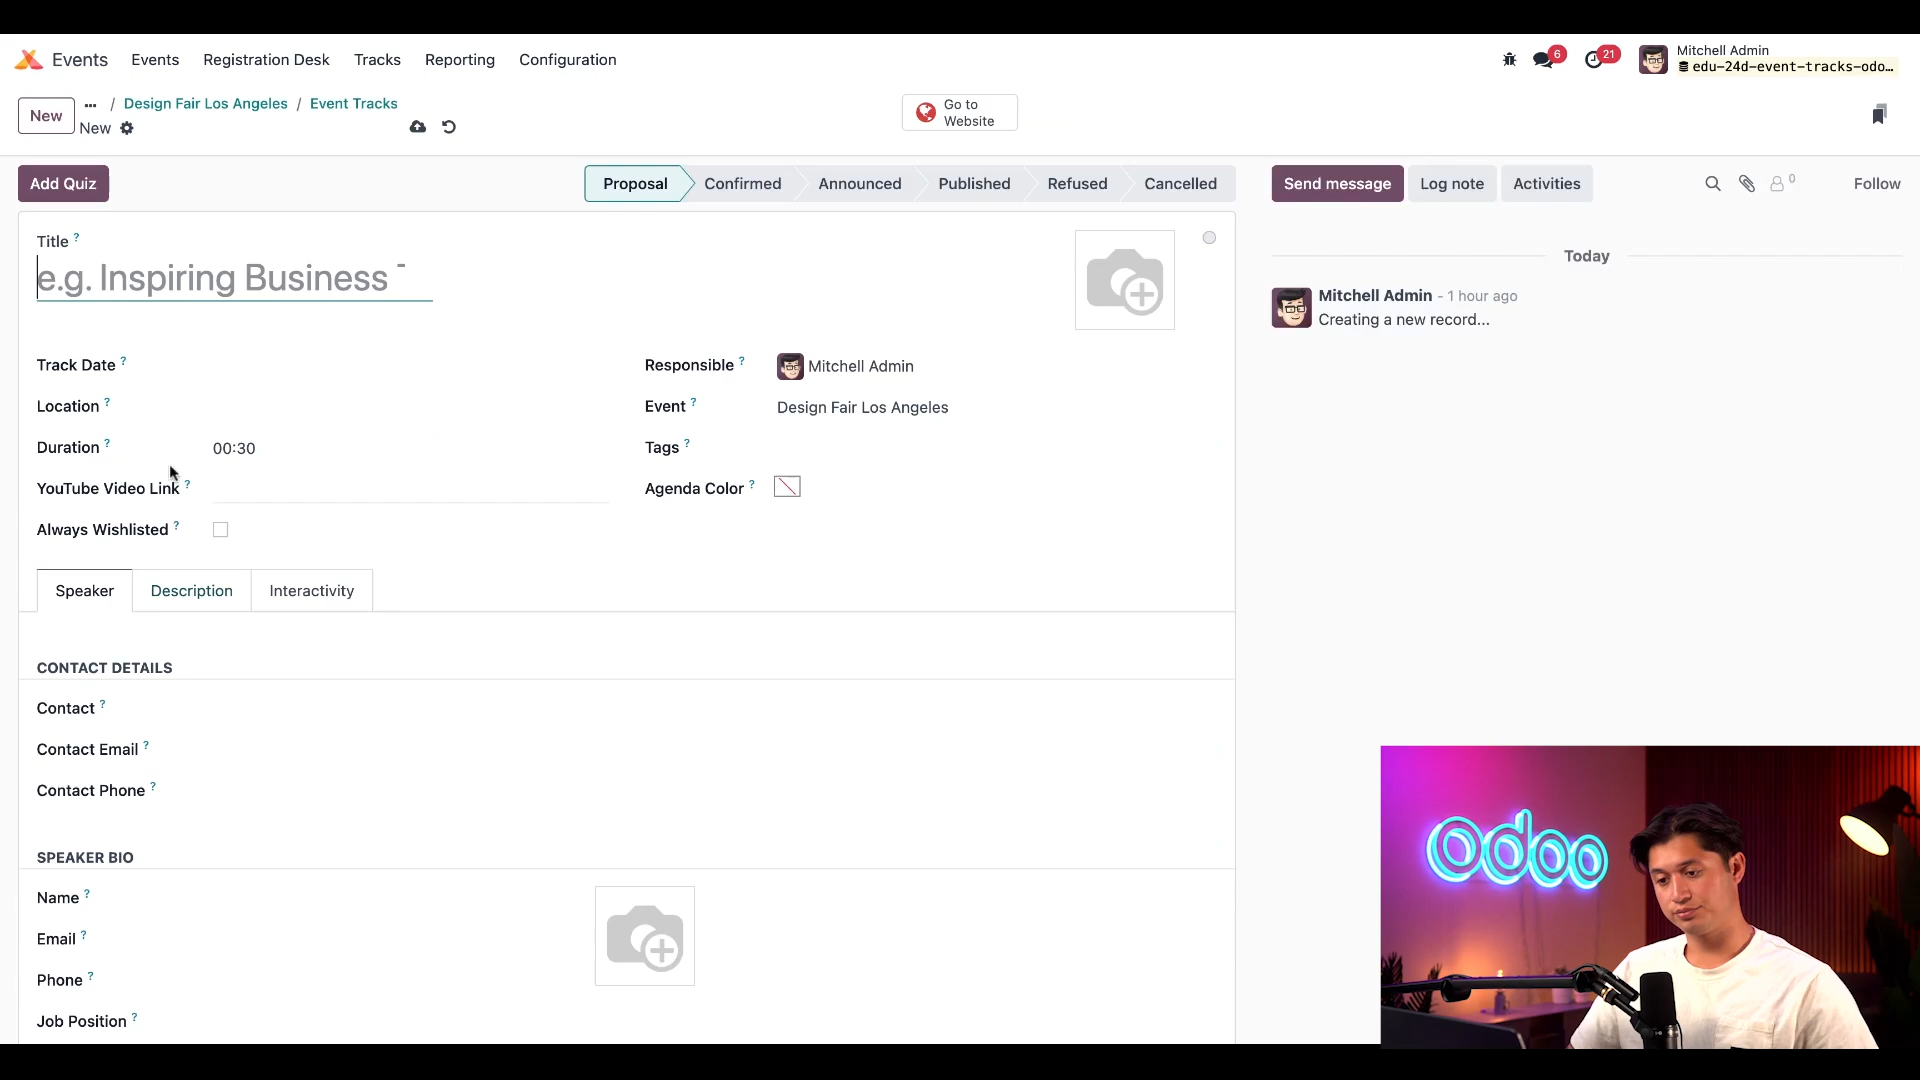 Events
Events
Registration Desk
Tracks
Reporting
Configuration
6
21
Mitchell Admin
edu-24d-event-tracks-odo...
New
... / Design Fair Los Angeles / Event Tracks
New
Go to
Website
Add Quiz
Proposal
Confirmed
Announced
Published
Refused
Cancelled
Send message
Log note
Activities
0
Follow
Title ?
e.g. Inspiring Business
Today
Mitchell Admin - 1 hour ago
Creating a new record...
Track Date ?
Location ?
Duration ? 00:30
YouTube Video Link ?
Always Wishlisted ?
Responsible ? Mitchell Admin
Event ? Design Fair Los Angeles
Tags ?
Agenda Color ?
Speaker
Description
Interactivity
CONTACT DETAILS
Contact ?
Contact Email ?
Contact Phone ?
SPEAKER BIO
Name ?
Email ?
Phone ?
Job Position ?
odoo